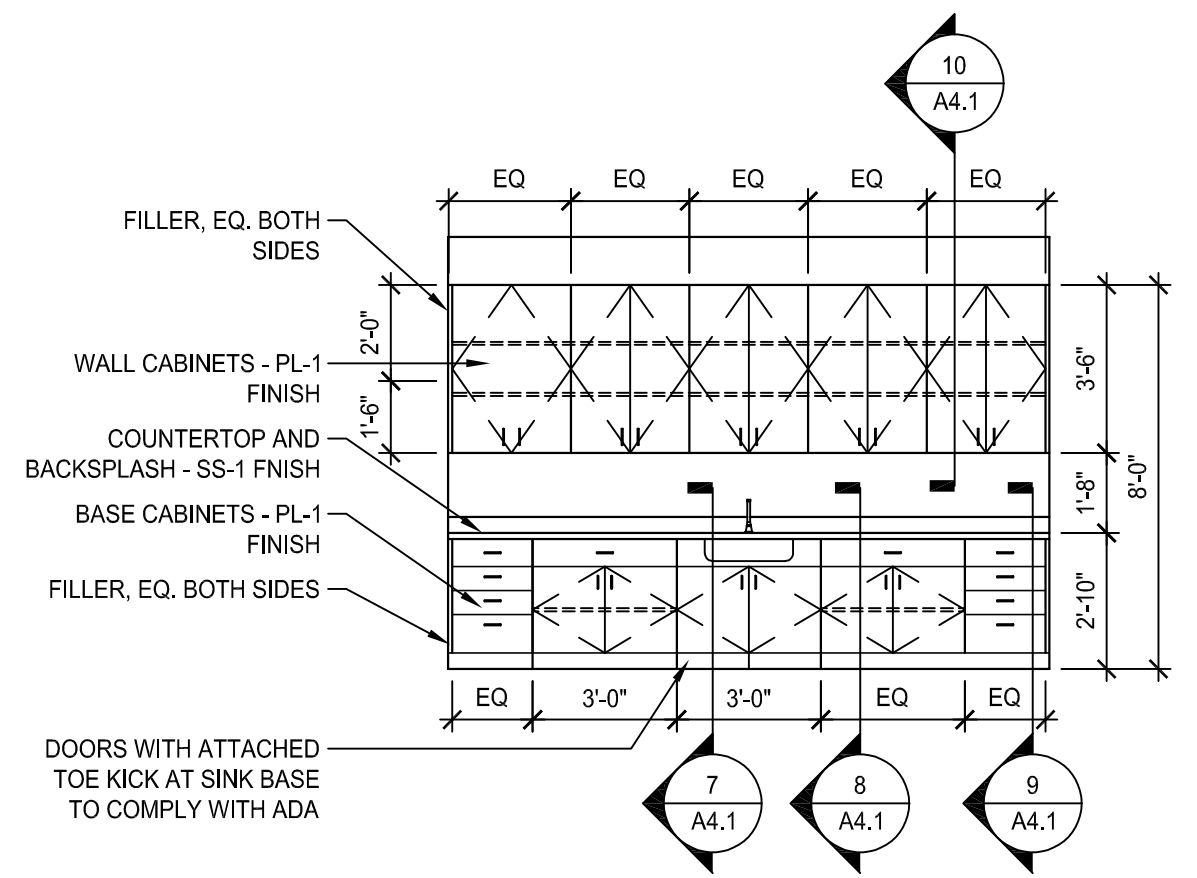 10
A4.1
EQ EQ EQ EQ EQ
FILLER, EQ. BOTH
SIDES
2'-0"
WALL CABINETS - PL-1
FINISH
1'-6"
3'-6"
COUNTERTOP AND
BACKSPLASH - SS-1 FNISH
1'-8"
8'-0"
BASE CABINETS - PL-1
FINISH
FILLER, EQ. BOTH SIDES
2'-10"
EQ 3'-0" 3'-0" EQ EQ
DOORS WITH ATTACHED
TOE KICK AT SINK BASE
TO COMPLY WITH ADA
7
A4.1
8
A4.1
9
A4.1